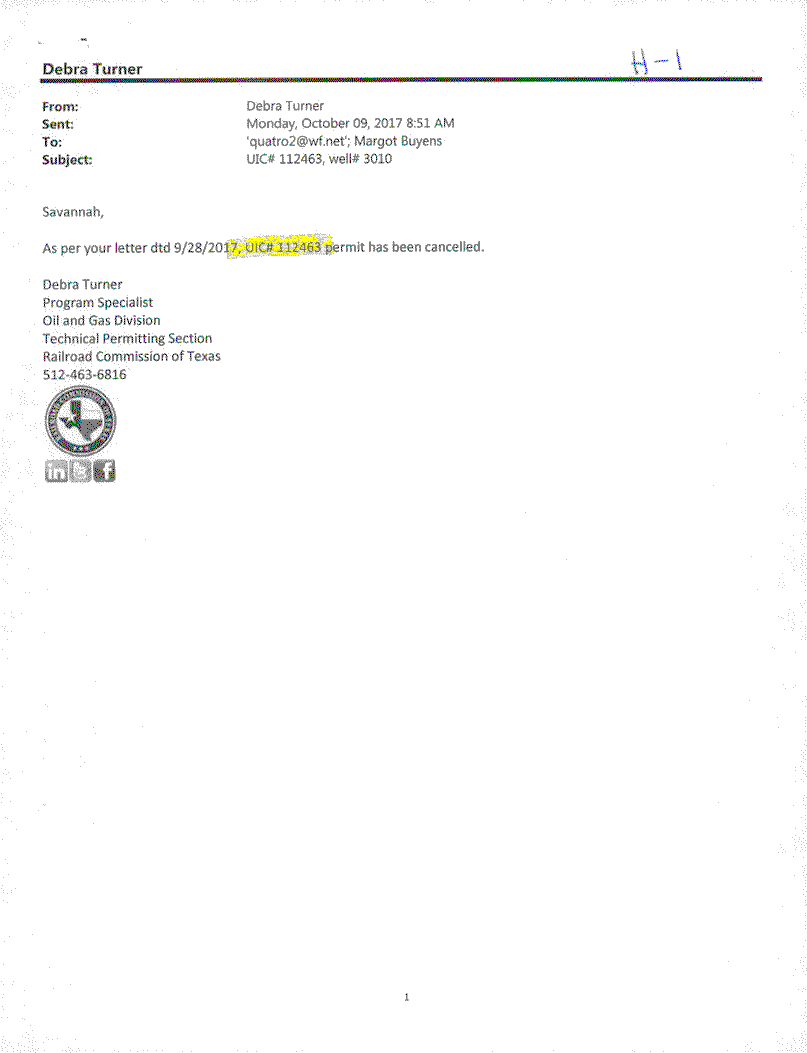 Debra Turner
H-1
From: Debra Turner
Sent: Monday, October 09, 2017 8:51 AM
To: 'quatro2@wf.net'; Margot Buyens
Subject: UIC# 112463, well# 3010
Savannah,
As per your letter dtd 9/28/2017, UIC# 112463 permit has been cancelled.
Debra Turner
Program Specialist
Oil and Gas Division
Technical Permitting Section
Railroad Commission of Texas
512-463-6816
in t f
1